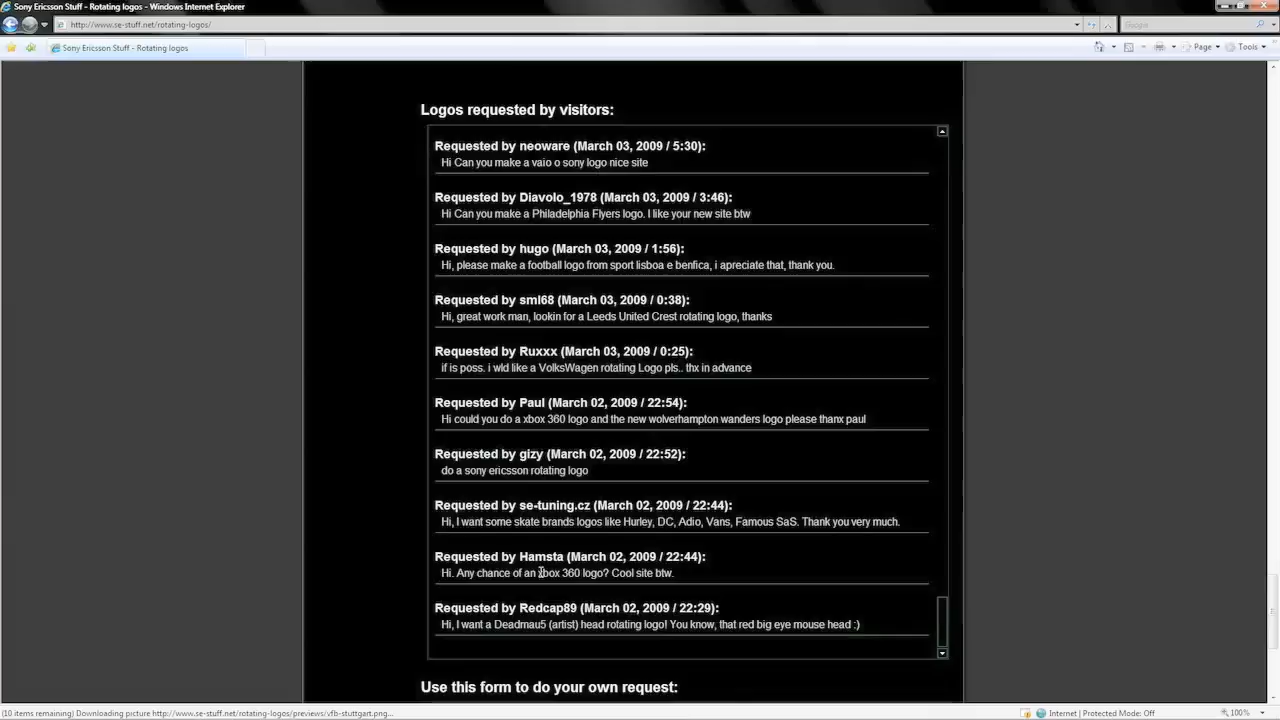 Sony Ericsson Stuff - Rotating logos - Windows Internet Explorer
http://www.se-stuff.net/rotating-logos/
Google
Sony Ericsson Stuff - Rotating logos
Page
Tools
Logos requested by visitors:
Requested by neoware (March 03, 2009 / 5:30):
Hi Can you make a vaio o sony logo nice site
Requested by Diavolo_1978 (March 03, 2009 / 3:46):
Hi Can you make a Philadelphia Flyers logo. I like your new site btw
Requested by hugo (March 03, 2009 / 1:56):
Hi, please make a football logo from sport lisboa e benfica, i apreciate that, thank you.
Requested by sml68 (March 03, 2009 / 0:38):
Hi, great work man, lookin for a Leeds United Crest rotating logo, thanks
Requested by Ruxxx (March 03, 2009 / 0:25):
if is poss. i wld like a VolksWagen rotating Logo pls.. thx in advance
Requested by Paul (March 02, 2009 / 22:54):
Hi could you do a xbox 360 logo and the new wolverhampton wanders logo please thanx paul
Requested by gizy (March 02, 2009 / 22:52):
do a sony ericsson rotating logo
Requested by se-tuning.cz (March 02, 2009 / 22:44):
Hi, I want some skate brands logos like Hurley, DC, Adio, Vans, Famous SaS. Thank you very much.
Requested by Hamsta (March 02, 2009 / 22:44):
Hi. Any chance of an xbox 360 logo? Cool site btw.
Requested by Redcap89 (March 02, 2009 / 22:29):
Hi, I want a Deadmau5 (artist) head rotating logo! You know, that red big eye mouse head :)
Use this form to do your own request:
(10 items remaining) Downloading picture http://www.se-stuff.net/rotating-logos/previews/vfb-stuttgart.png...
Internet | Protected Mode: Off
100%